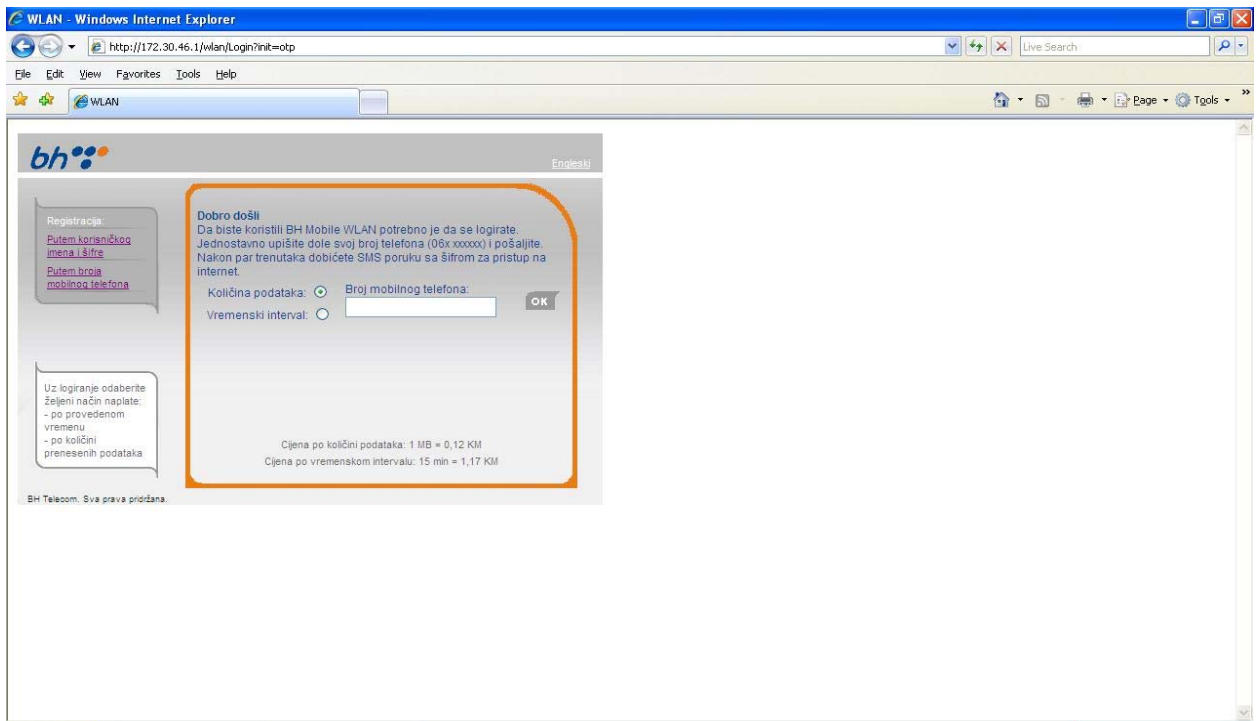 WLAN - Windows Internet Explorer
http://172.30.46.1/wlan/Login?init=otp
Live Search
File Edit View Favorites Tools Help
WLAN
Page Tools »
bh
Engleski
Registracija:
Putem korisničkog
imena i šifre
Putem broja
mobilnog telefona
Dobro došli
Da biste koristili BH Mobile WLAN potrebno je da se logirate.
Jednostavno upišite dole svoj broj telefona (06x xxxxxx) i pošaljite.
Nakon par trenutaka dobićete SMS poruku sa šifrom za pristup na
internet.
Količina podataka:
Broj mobilnog telefona:
OK
Vremenski interval:
Uz logiranje odaberite
željeni način naplate:
- po provedenom
vremenu
- po količini
prenesenih podataka
Cijena po količini podataka: 1 MB = 0,12 KM
Cijena po vremenskom intervalu: 15 min = 1,17 KM
BH Telecom. Sva prava pridržana.